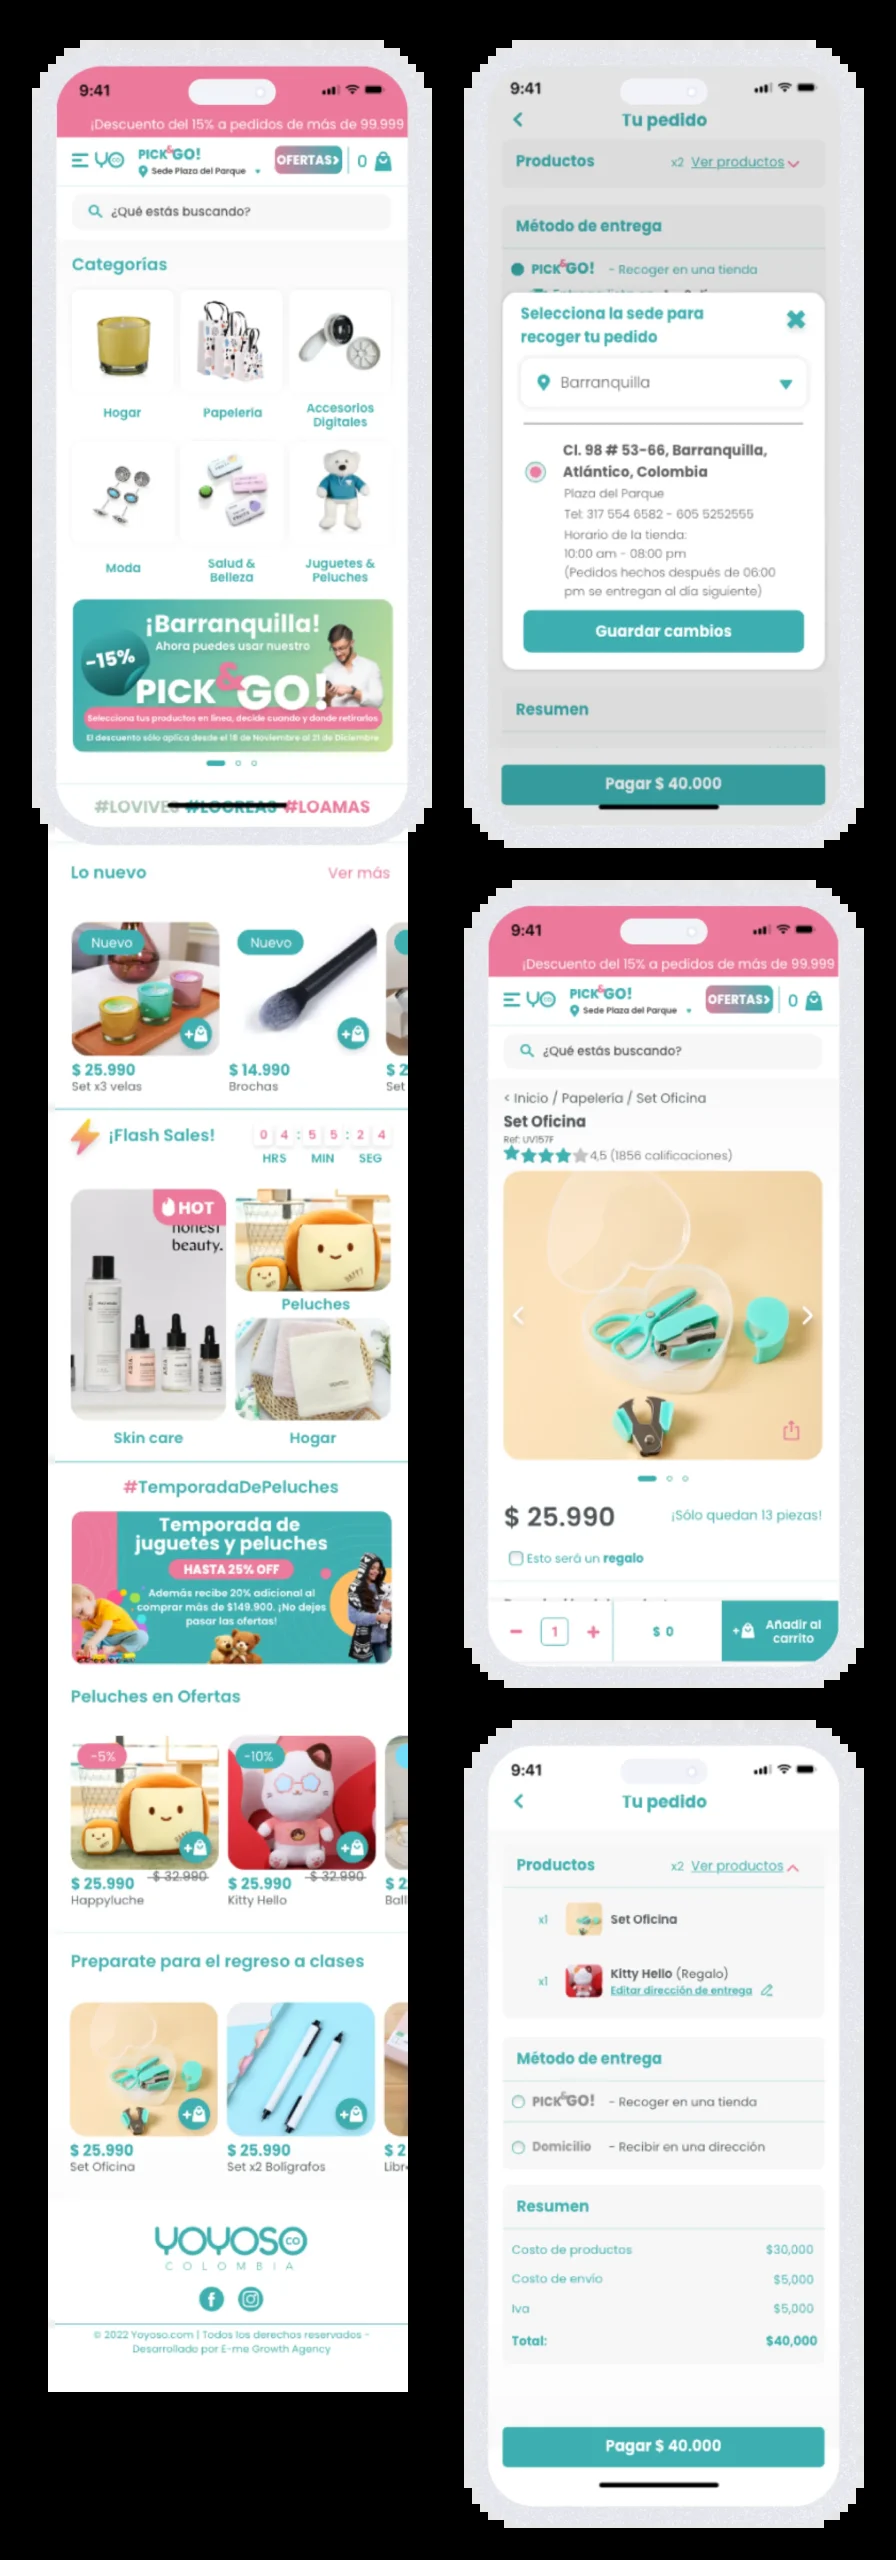 9:41
¡Descuento del 15% a pedidos de más de 99.999
YOCO
PICK&GO!
Sede Plaza del Parque
OFERTAS>
0
¿Qué estás buscando?
Categorías
Hogar
Papelería
Accesorios
Digitales
Moda
Salud &
Belleza
Juguetes &
Peluches
¡Barranquilla!
Ahora puedes usar nuestro
-15%
PICK&GO!
Selecciona tus productos en línea, decide cuando y donde retirarlos
El descuento sólo aplica desde el 16 de Noviembre al 21 de Diciembre
#LOVIVES #LOCREAS #LOAMAS
Lo nuevo
Ver más
Nuevo
Nuevo
$ 25.990
Set x3 velas
$ 14.990
Brochas
$ 2
Set
¡Flash Sales!
0 4 : 5 5 : 2 4
HRS MIN SEG
HOT
honest
beauty.
Peluches
Skin care
Hogar
#TemporadaDePeluches
Temporada de
juguetes y peluches
HASTA 25% OFF
Además recibe 20% adicional al
comprar más de $149.900. ¡No dejes
pasar las ofertas!
Peluches en Ofertas
-5%
-10%
$ 25.990 $ 32.990
Happyluche
$ 25.990 $ 32.990
Kitty Hello
$ 2
Ball
Preparate para el regreso a clases
$ 25.990
Set Oficina
$ 25.990
Set x2 Bolígrafos
$ 2
Libre
YOYOSO CO
COLOMBIA
© 2022 Yoyoso.com | Todos los derechos reservados -
Desarrollado por E-me Growth Agency
9:41
Tu pedido
Productos
x2 Ver productos
Método de entrega
PICK&GO! - Recoger en una tienda
Selecciona la sede para
recoger tu pedido
Barranquilla
Cl. 98 # 53-66, Barranquilla,
Atlántico, Colombia
Plaza del Parque
Tel: 317 554 6582 - 605 5252555
Horario de la tienda:
10:00 am - 08:00 pm
(Pedidos hechos después de 06:00
pm se entregan al día siguiente)
Guardar cambios
Resumen
Pagar $ 40.000
9:41
¡Descuento del 15% a pedidos de más de 99.999
YOCO
PICK&GO!
Sede Plaza del Parque
OFERTAS>
0
¿Qué estás buscando?
< Inicio / Papelería / Set Oficina
Set Oficina
Ref: UV157F
4,5 (1856 calificaciones)
$ 25.990
¡Sólo quedan 13 piezas!
Esto será un regalo
- 1 +
$ 0
Añadir al
carrito
9:41
Tu pedido
Productos
x2 Ver productos
x1 Set Oficina
x1 Kitty Hello (Regalo)
Editar dirección de entrega
Método de entrega
PICK&GO! - Recoger en una tienda
Domicilio - Recibir en una dirección
Resumen
Costo de productos $30,000
Costo de envío $5,000
Iva $5,000
Total: $40,000
Pagar $ 40.000